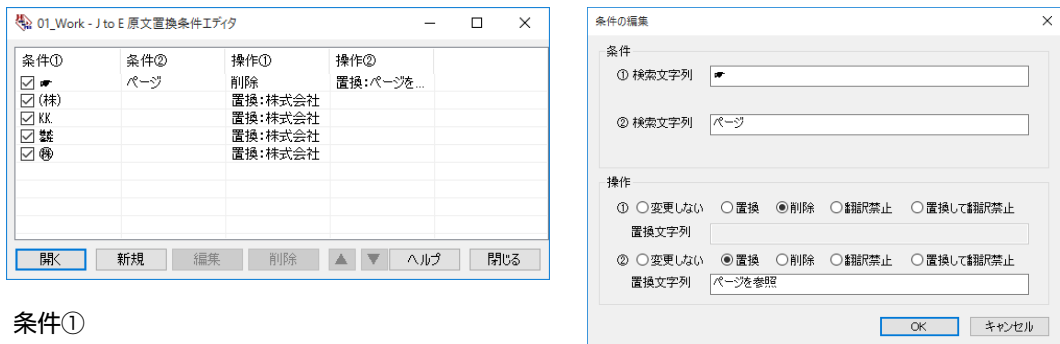 01_Work - J to E 原文置換条件エディタ
条件① 条件② 操作① 操作②
☛ ページ 削除 置換:ページを...
(株) 置換:株式会社
KK. 置換:株式会社
㍿ 置換:株式会社
㊑ 置換:株式会社
開く 新規 編集 削除 ▲ ▼ ヘルプ 閉じる
条件①
条件の編集
条件
① 検索文字列 ☛
② 検索文字列 ページ
操作
① 変更しない 置換 削除 翻訳禁止 置換して翻訳禁止
置換文字列
② 変更しない 置換 削除 翻訳禁止 置換して翻訳禁止
置換文字列 ページを参照
OK キャンセル